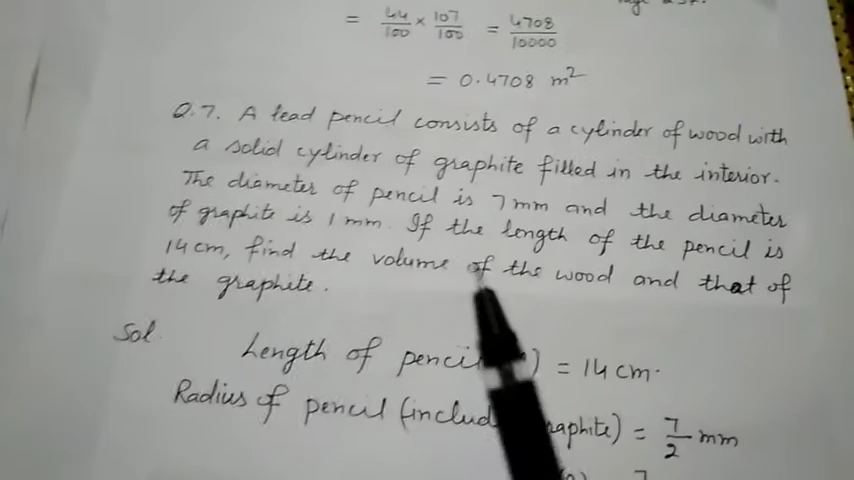 = 44/100 × 107/100 = 4708/10000
= 0.4708 m²
Q.7. A lead pencil consists of a cylinder of wood with
a solid cylinder of graphite filled in the interior.
The diameter of pencil is 7mm and the diameter
of graphite is 1 mm. If the length of the pencil is
14 cm, find the volume of the wood and that of
the graphite.
Sol.
Length of pencil ) = 14 cm.
Radius of pencil (includ graphite) = 7/2 mm